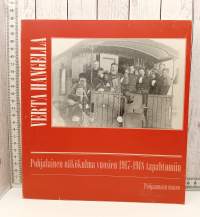 VERTA HANGELLA
Pohjalainen näkökulma vuosien 1917-1918 tapahtumiin
Pohjanmaan museo